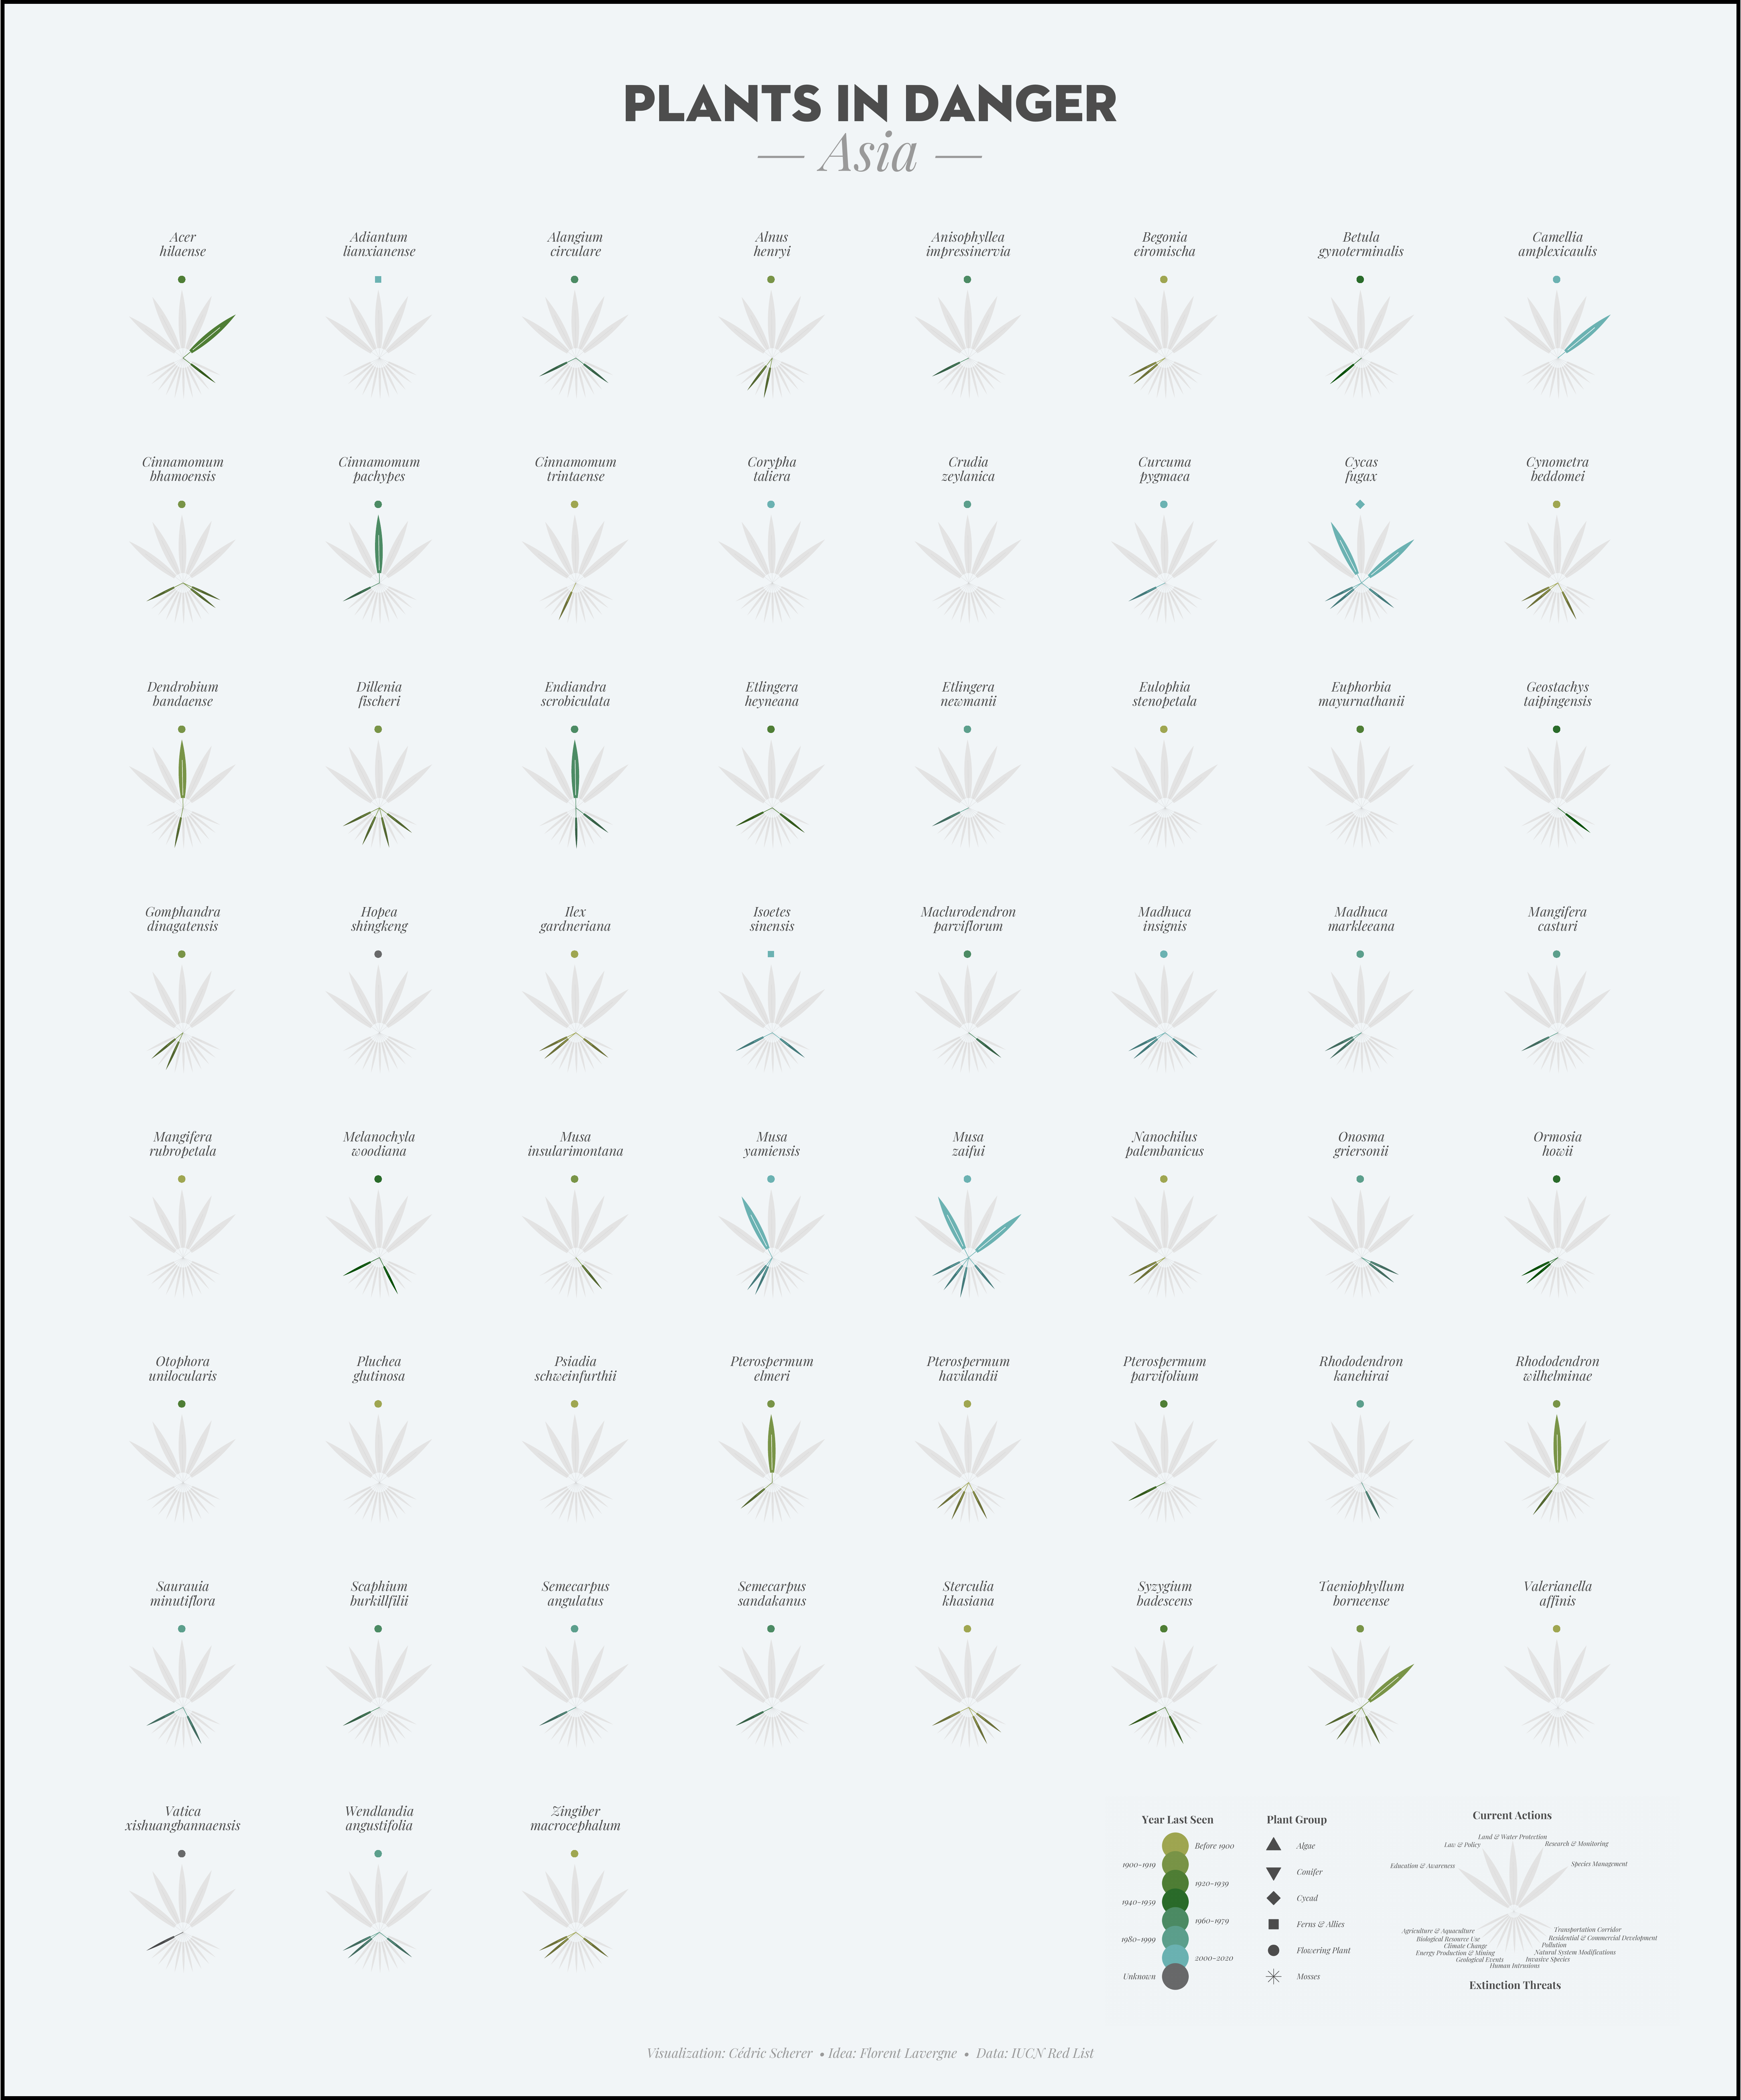 PLANTS IN DANGER
Asia
Acer
hilaense
Adiantum
lianxianense
Alangium
circulare
Alnus
henryi
Anisophyllea
impressinervia
Begonia
eiromischa
Betula
gynoterminalis
Camellia
amplexicaulis
Cinnamomum
bhamoensis
Cinnamomum
pachypes
Cinnamomum
trintaense
Corypha
taliera
Crudia
zeylanica
Curcuma
pygmaea
Cycas
fugax
Cynometra
beddomei
Dendrobium
bandaense
Dillenia
fischeri
Endiandra
scrobiculata
Etlingera
heyneana
Etlingera
newmanii
Eulophia
stenopetala
Euphorbia
mayurnathanii
Geostachys
taipingensis
Gomphandra
dinagatensis
Hopea
shingkeng
Ilex
gardneriana
Isoetes
sinensis
Maclurodendron
parviflorum
Madhuca
insignis
Madhuca
markleeana
Mangifera
casturi
Mangifera
rubropetala
Melanochyla
woodiana
Musa
insularimontana
Musa
yamiensis
Musa
zaifui
Nanochilus
palembanicus
Onosma
griersonii
Ormosia
howii
Otophora
unilocularis
Pluchea
glutinosa
Psiadia
schweinfurthii
Pterospermum
elmeri
Pterospermum
havilandii
Pterospermum
parvifolium
Rhododendron
kanehirai
Rhododendron
wilhelminae
Saurauia
minutiflora
Scaphium
burkillfilii
Semecarpus
angulatus
Semecarpus
sandakanus
Sterculia
khasiana
Syzygium
badescens
Taeniophyllum
borneense
Valerianella
affinis
Vatica
xishuangbannaensis
Wendlandia
angustifolia
Zingiber
macrocephalum
Year Last Seen
Before 1900
1900-1919
1920-1939
1940-1959
1960-1979
1980-1999
2000-2020
Unknown
Plant Group
Algae
Conifer
Cycad
Ferns & Allies
Flowering Plant
Mosses
Current Actions
Land & Water Protection
Law & Policy
Research & Monitoring
Education & Awareness
Species Management
Agriculture & Aquaculture
Transportation Corridor
Biological Resource Use
Residential & Commercial Development
Climate Change
Pollution
Energy Production & Mining
Natural System Modifications
Geological Events
Invasive Species
Human Intrusions
Extinction Threats
Visualization: Cédric Scherer • Idea: Florent Lavergne • Data: IUCN Red List